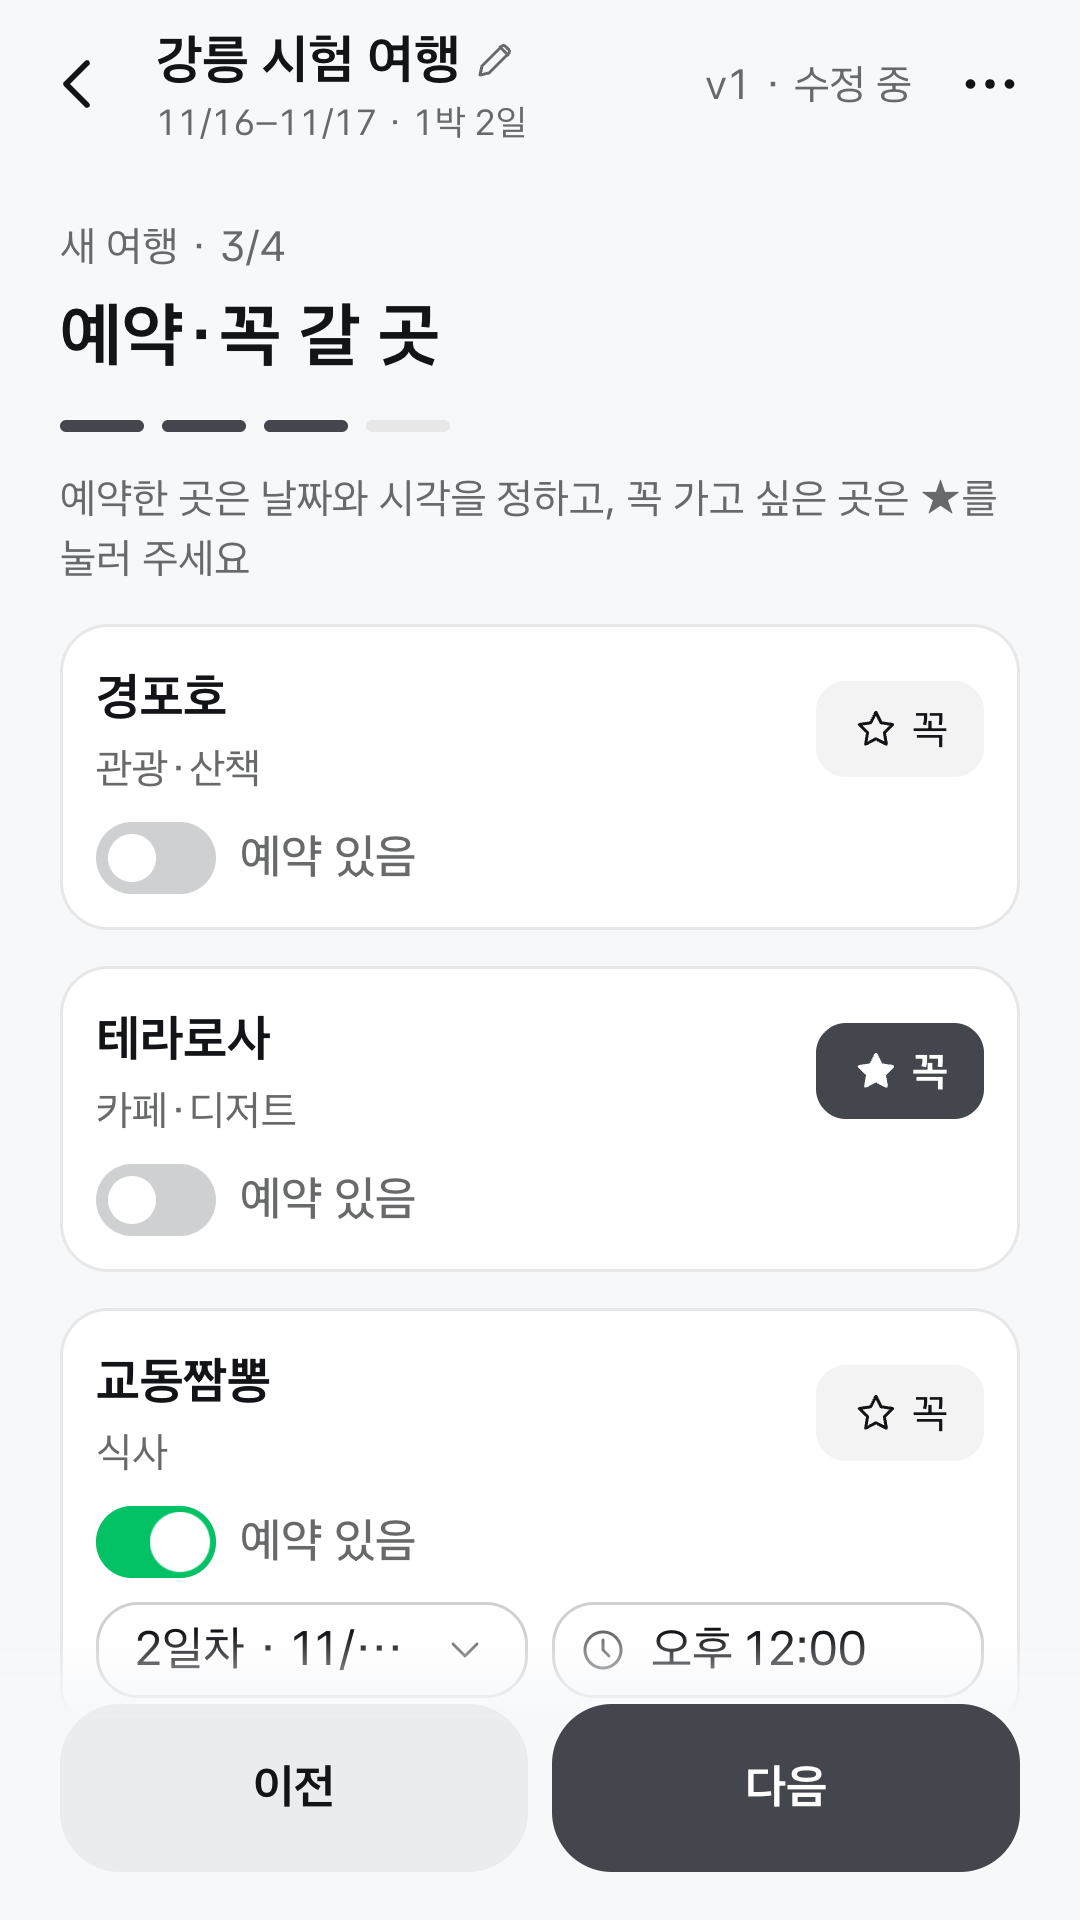 강릉 시험 여행
11/16–11/17 · 1박 2일
v1 · 수정 중
새 여행 · 3/4
예약·꼭 갈 곳
예약한 곳은 날짜와 시각을 정하고, 꼭 가고 싶은 곳은 ★를
눌러 주세요
경포호
관광·산책
꼭
예약 있음
테라로사
카페·디저트
꼭
예약 있음
교동짬뽕
식사
꼭
예약 있음
2일차 · 11/…
오후 12:00
이전
다음